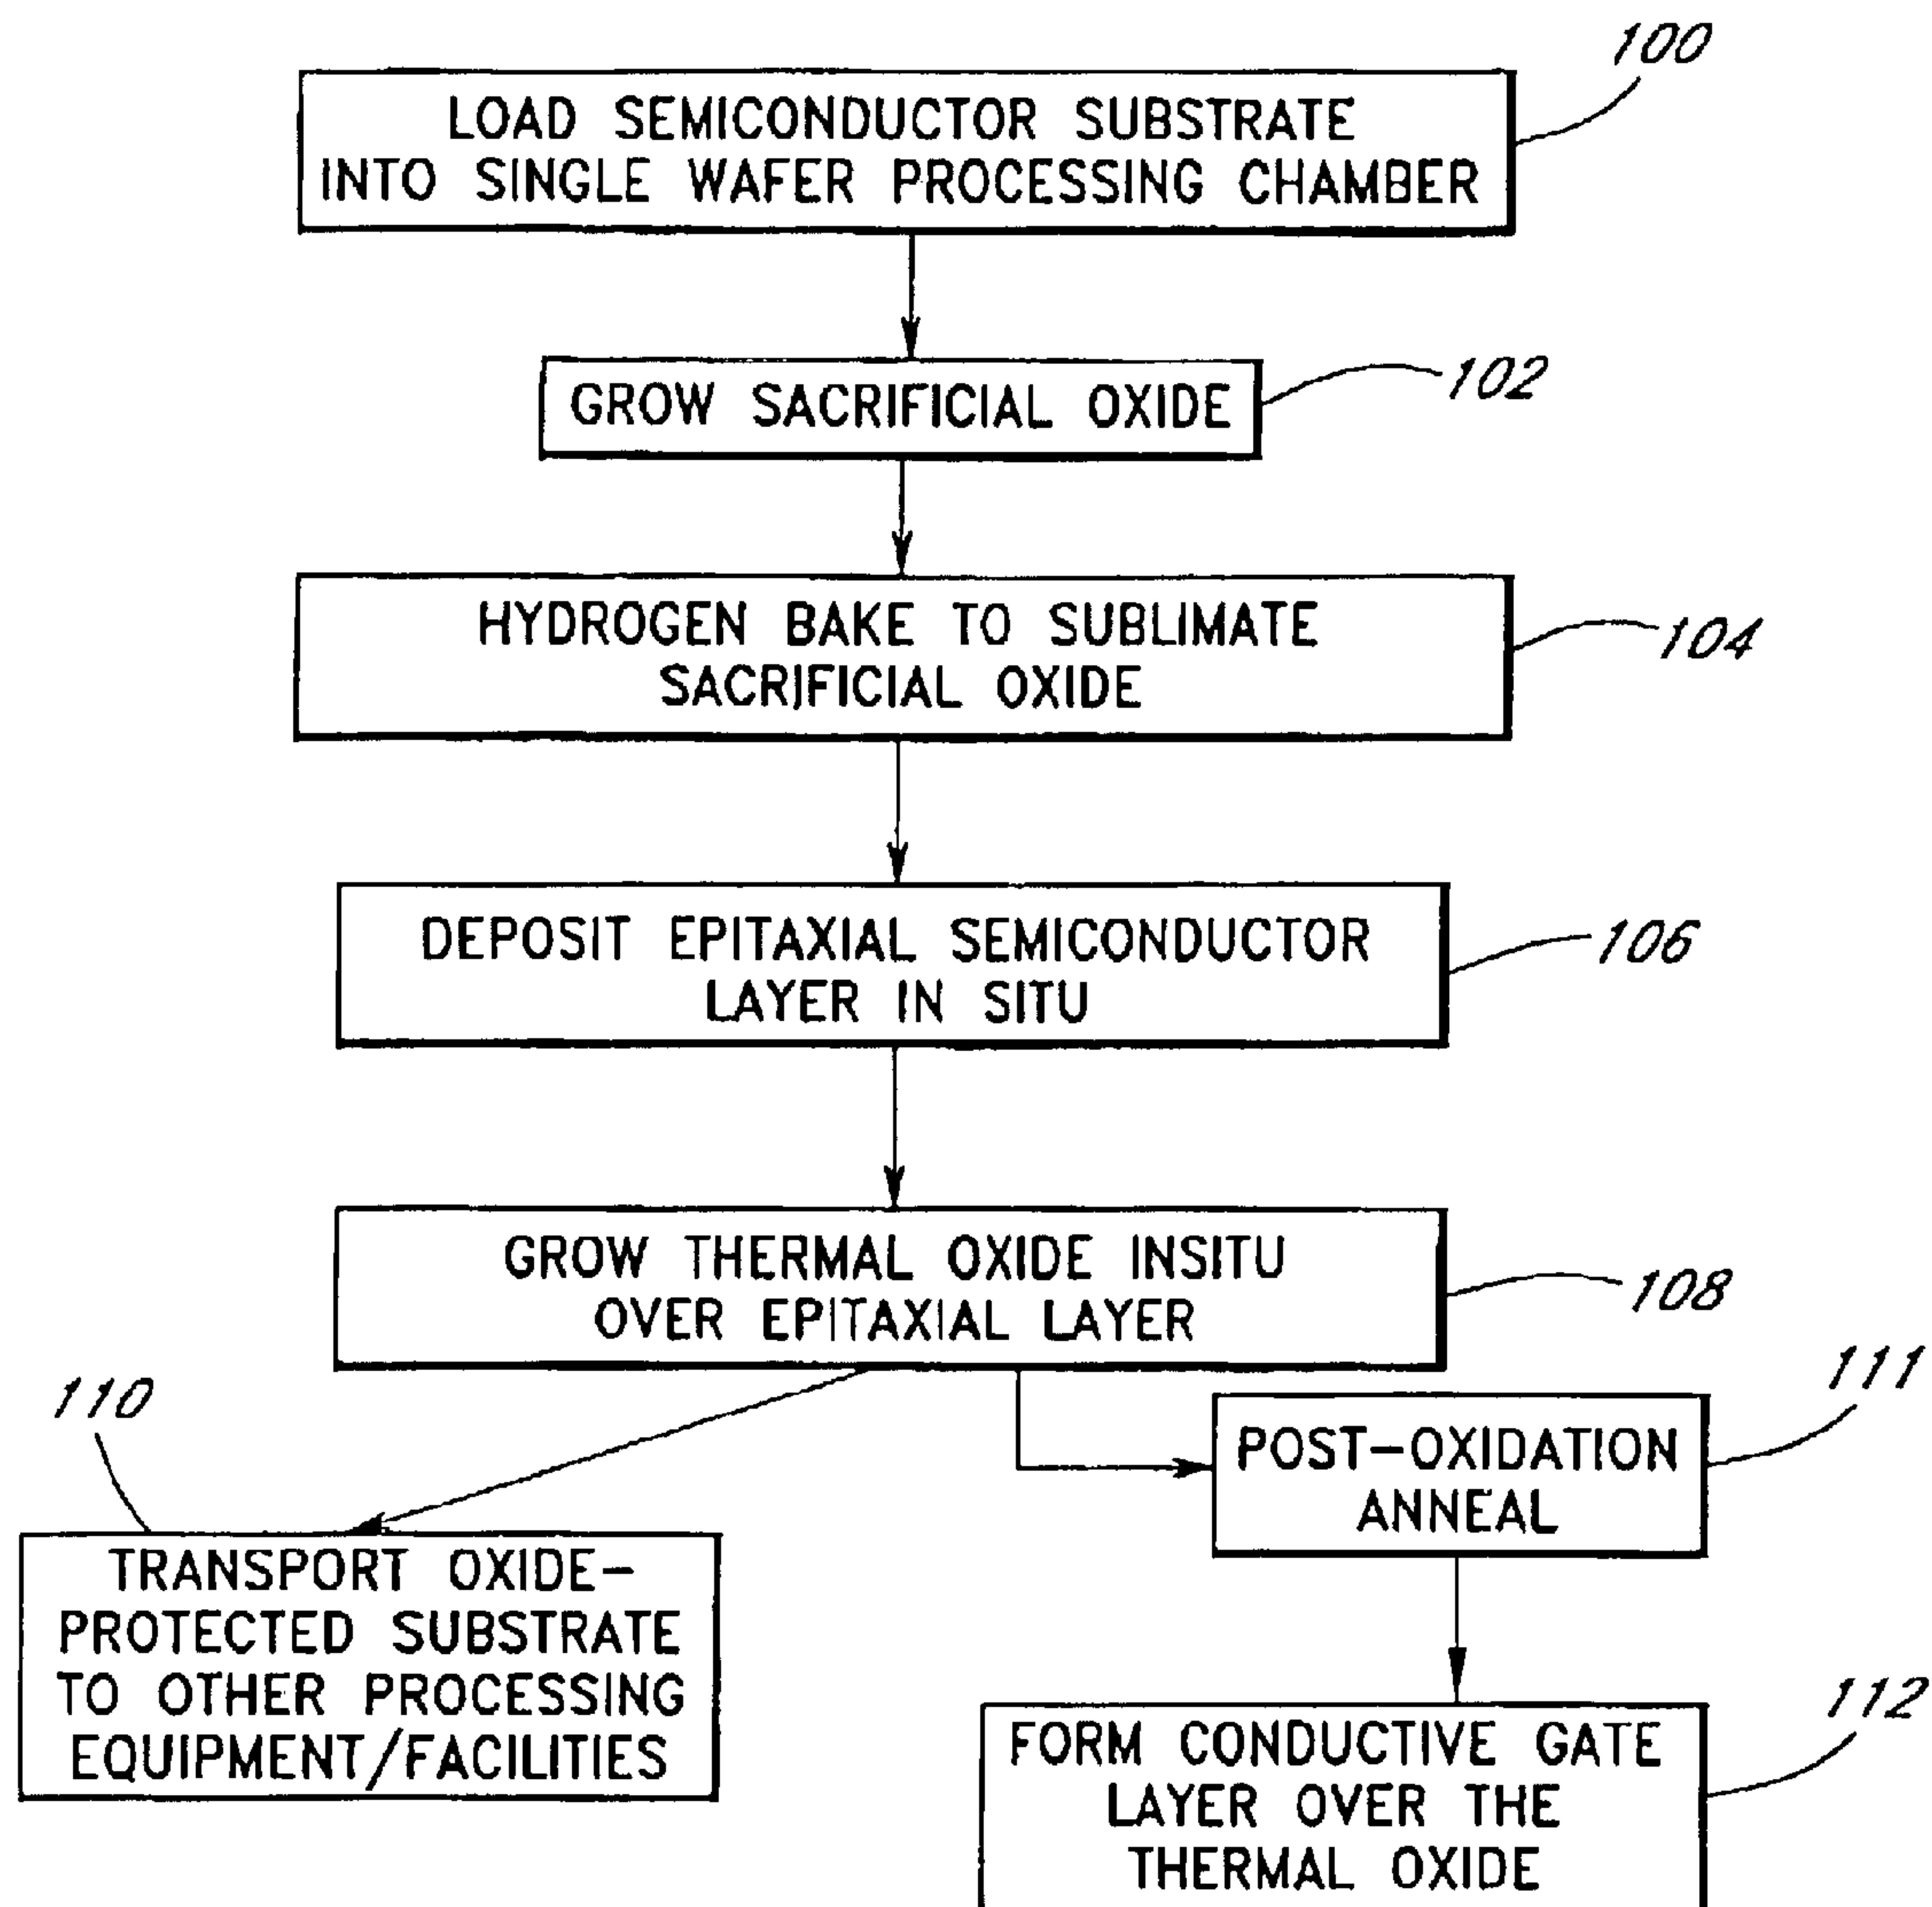 100
LOAD SEMICONDUCTOR SUBSTRATE
INTO SINGLE WAFER PROCESSING CHAMBER
GROW SACRIFICIAL OXIDE
102
HYDROGEN BAKE TO SUBLIMATE
SACRIFICIAL OXIDE
104
DEPOSIT EPITAXIAL SEMICONDUCTOR
LAYER IN SITU
106
GROW THERMAL OXIDE INSITU
OVER EPITAXIAL LAYER
108
110
TRANSPORT OXIDE-
PROTECTED SUBSTRATE
TO OTHER PROCESSING
EQUIPMENT/FACILITIES
111
POST-OXIDATION
ANNEAL
112
FORM CONDUCTIVE GATE
LAYER OVER THE
THERMAL OXIDE